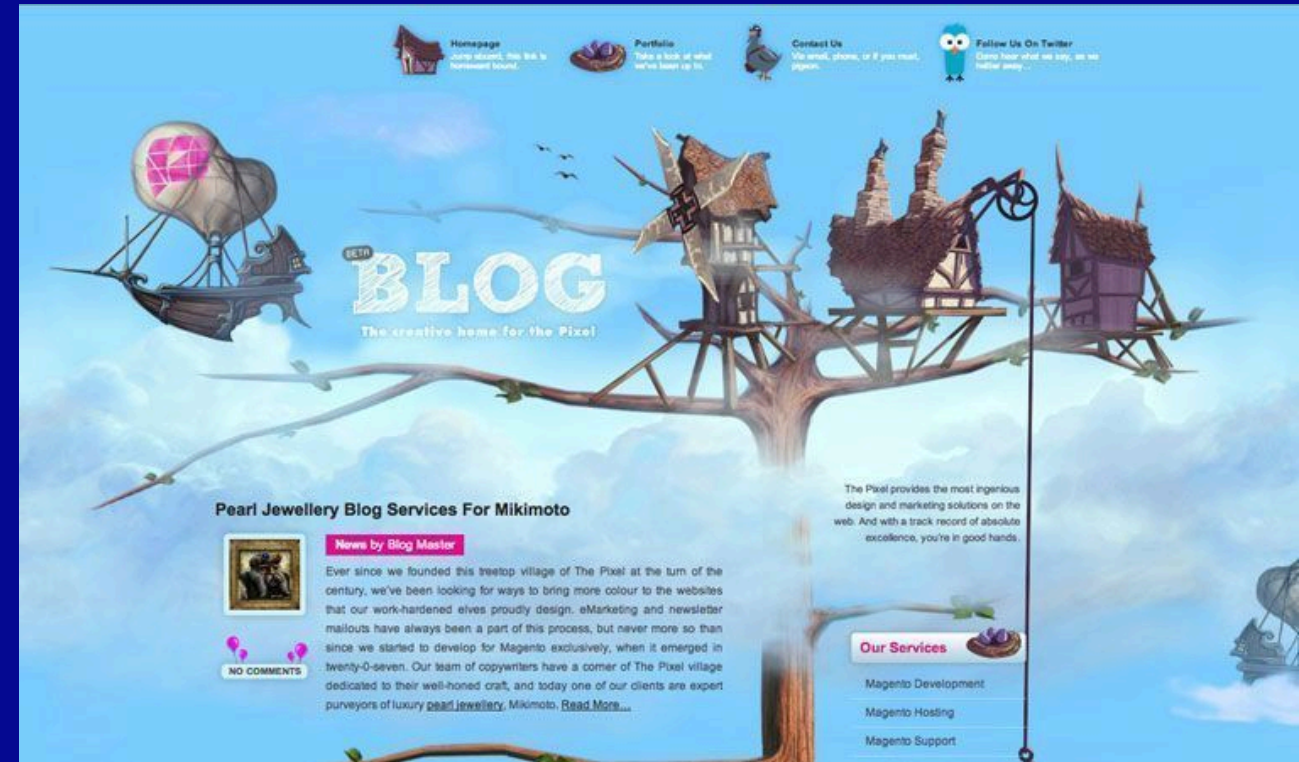 Homepage
Jump aboard, this link is
homeward bound.
Portfolio
Take a look at what
we've been up to.
Contact Us
Via email, phone, or if you must,
pigeon.
Follow Us On Twitter
Come hear what we say, as we
twitter away...
BETA
BLOG
The creative home for the Pixel
Pearl Jewellery Blog Services For Mikimoto
News by Blog Master
Ever since we founded this treetop village of The Pixel at the turn of the
century, we've been looking for ways to bring more colour to the websites
that our work-hardened elves proudly design. eMarketing and newsletter
mailouts have always been a part of this process, but never more so than
since we started to develop for Magento exclusively, when it emerged in
twenty-0-seven. Our team of copywriters have a corner of The Pixel village
dedicated to their well-honed craft, and today one of our clients are expert
purveyors of luxury pearl jewellery, Mikimoto. Read More...
NO COMMENTS
The Pixel provides the most ingenious
design and marketing solutions on the
web. And with a track record of absolute
excellence, you're in good hands.
Our Services
Magento Development
Magento Hosting
Magento Support